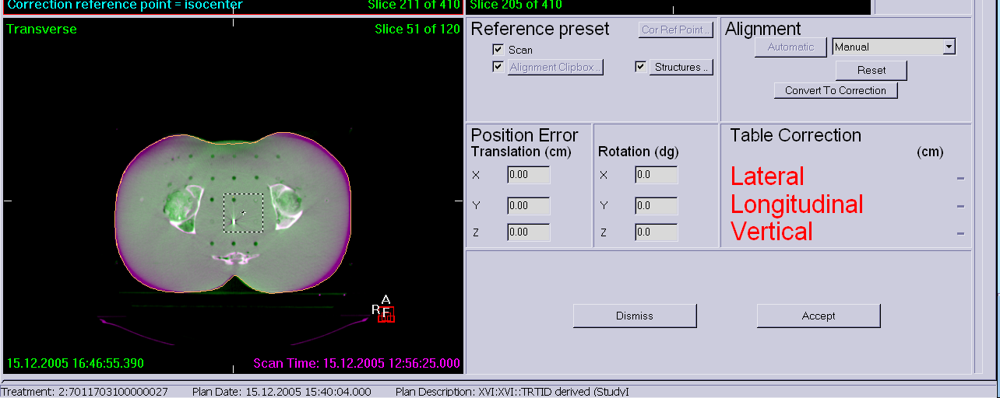 Correction reference point = isocenter
Slice 211 of 410
Slice 205 of 410
Transverse
Slice 51 of 120
A
R F
15.12.2005 16:46:55.390
Scan Time: 15.12.2005 12:56:25.000
Reference preset
Cor Ref Point ..
Scan
Alignment Clipbox ..
Structures ..
Alignment
Automatic
Manual
Reset
Convert To Correction
Position Error
Translation (cm)
Rotation (dg)
X 0.00 X 0.0
Y 0.00 Y 0.0
Z 0.00 Z 0.0
Table Correction
(cm)
Lateral -
Longitudinal -
Vertical -
Dismiss
Accept
Treatment: 2:7011703100000027 Plan Date: 15.12.2005 15:40:04.000 Plan Description: XVI:XVI::TRTID derived (StudyI